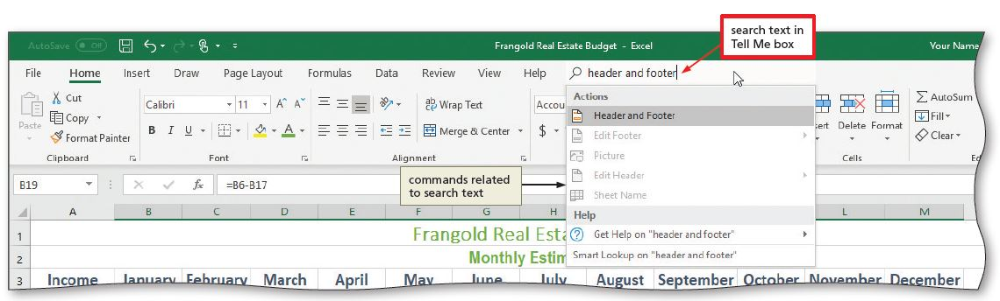 search text in
Tell Me box
AutoSave Off
Frangold Real Estate Budget - Excel
Your Name
File Home Insert Draw Page Layout Formulas Data Review View Help header and footer
Paste
Cut
Copy
Format Painter
Clipboard
Calibri 11 A A
B I U A
Font
ab Wrap Text
Merge & Center
Alignment
Accou
$
Actions
Header and Footer
Edit Footer
Picture
Edit Header
Sheet Name
Help
Get Help on "header and footer"
Smart Lookup on "header and footer"
sert Delete Format
Cells
AutoSum
Fill
Clear
Ed
commands related
to search text
B19 fx =B6-B17
A B C D E F G H L M
1 Frangold Real Esta
2 Monthly Estim
3 Income January February March April May June July August September October November December